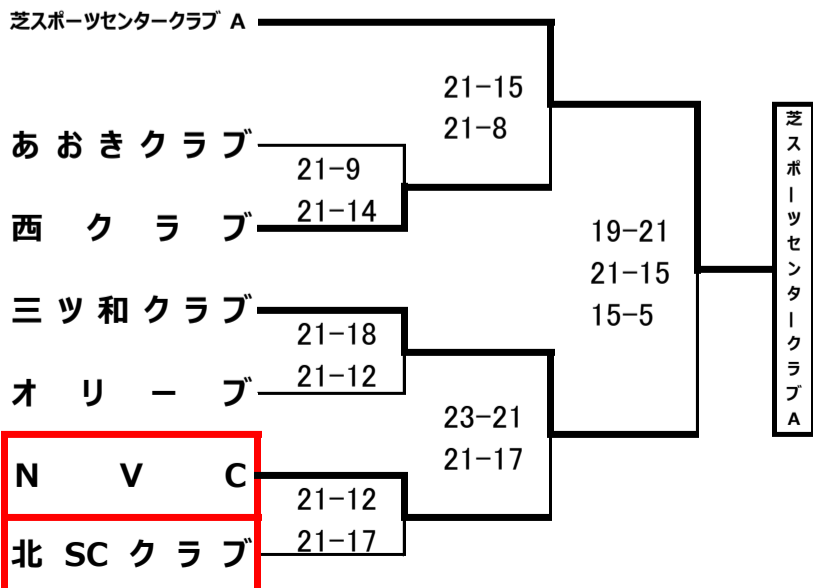 芝スポーツセンタークラブ A
21-15
21-8
あおきクラブ
21-9
21-14
西クラブ
19-21
21-15
15-5
三ツ和クラブ
21-18
21-12
オリーブ
23-21
21-17
NVC
21-12
21-17
北SCクラブ
芝スポーツセンタークラブA